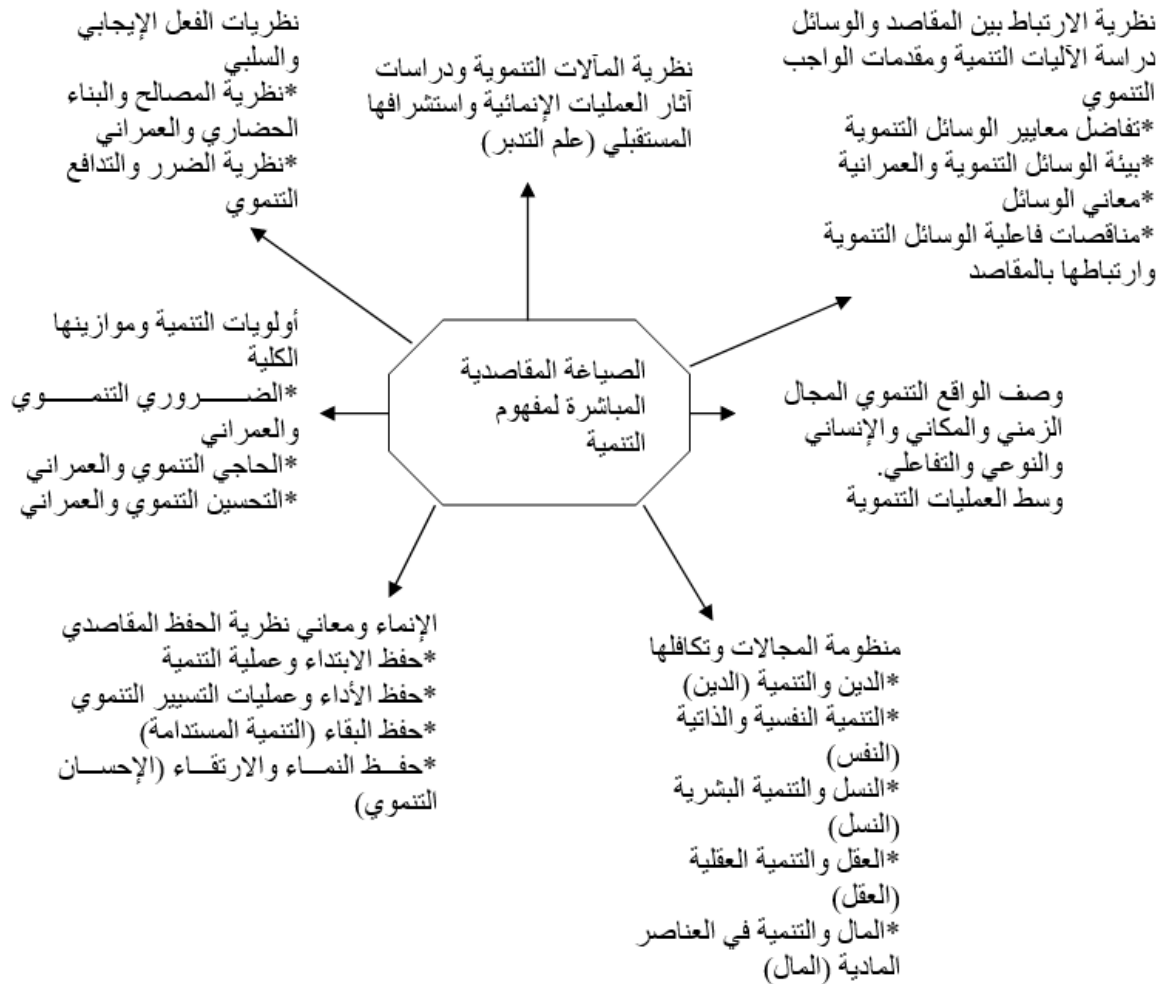 نظرية الارتباط بين المقاصد والوسائل
دراسة الآليات التنمية ومقدمات الواجب
التنموي
*تفاضل معايير الوسائل التنموية
*بيئة الوسائل التنموية والعمرانية
*معاني الوسائل
*مناقصات فاعلية الوسائل التنموية
وارتباطها بالمقاصد
نظرية المآلات التنموية ودراسات
آثار العمليات الإنمائية واستشرافها
المستقبلي (علم التدبر)
نظريات الفعل الإيجابي
والسلبي
*نظرية المصالح والبناء
الحضاري والعمراني
*نظرية الضرر والتدافع
التنموي
الصياغة المقاصدية
المباشرة لمفهوم
التنمية
وصف الواقع التنموي المجال
الزمني والمكاني والإنساني
والنوعي والتفاعلي.
وسط العمليات التنموية
أولويات التنمية وموازينها
الكلية
*الضـــــروري التنمـــــوي
والعمراني
*الحاجي التنموي والعمراني
*التحسين التنموي والعمراني
منظومة المجالات وتكافلها
*الدين والتنمية (الدين)
*التنمية النفسية والذاتية
(النفس)
*النسل والتنمية البشرية
(النسل)
*العقل والتنمية العقلية
(العقل)
*المال والتنمية في العناصر
المادية (المال)
الإنماء ومعاني نظرية الحفظ المقاصدي
*حفظ الابتداء وعملية التنمية
*حفظ الأداء وعمليات التسيير التنموي
*حفظ البقاء (التنمية المستدامة)
*حفــظ النمــاء والارتقــاء (الإحســان
التنموي)